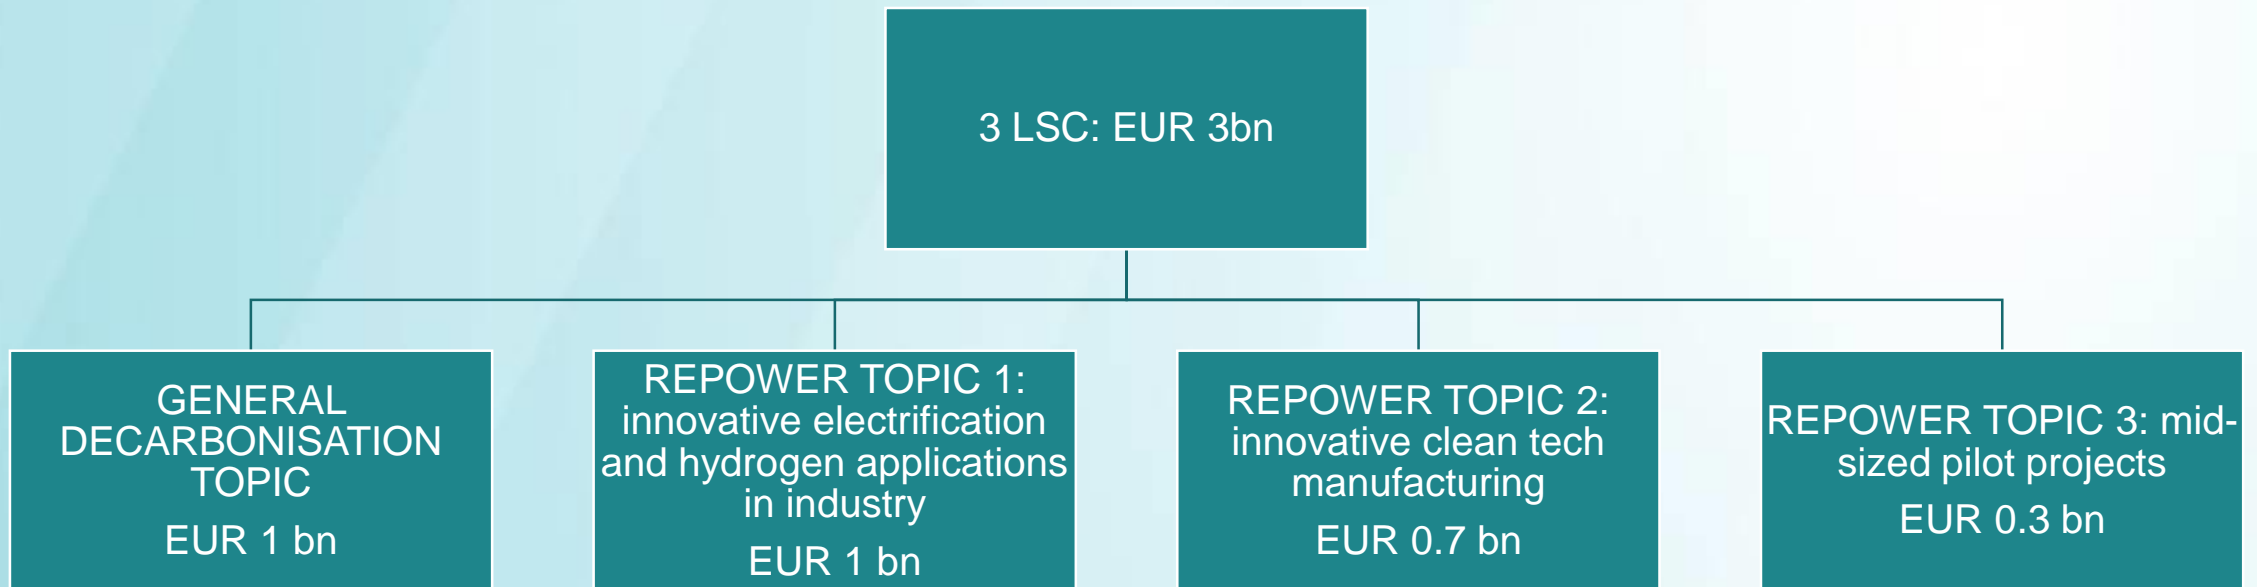 3 LSC: EUR 3bn
GENERAL
DECARBONISATION
TOPIC
EUR 1 bn
REPOWER TOPIC 1:
innovative electrification
and hydrogen applications
in industry
EUR 1 bn
REPOWER TOPIC 2:
innovative clean tech
manufacturing
EUR 0.7 bn
REPOWER TOPIC 3: mid-
sized pilot projects
EUR 0.3 bn